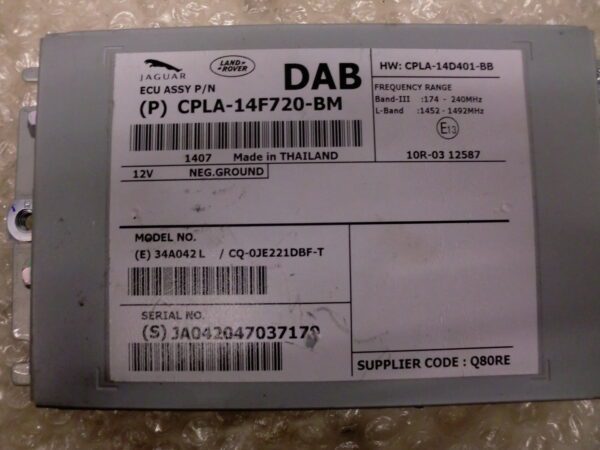 JAGUAR
LAND-
ROVER
DAB
HW: CPLA-14D401-BB
ECU ASSY P/N
(P) CPLA-14F720-BM
FREQUENCY RANGE
Band-III :174 - 240MHz
L-Band :1452 - 1492MHz
E13
1407 Made in THAILAND
10R-03 12587
12V NEG.GROUND
MODEL NO.
(E) 34A042L / CQ-0JE221DBF-T
SERIAL NO.
(S) JA042047037179
SUPPLIER CODE : Q80RE